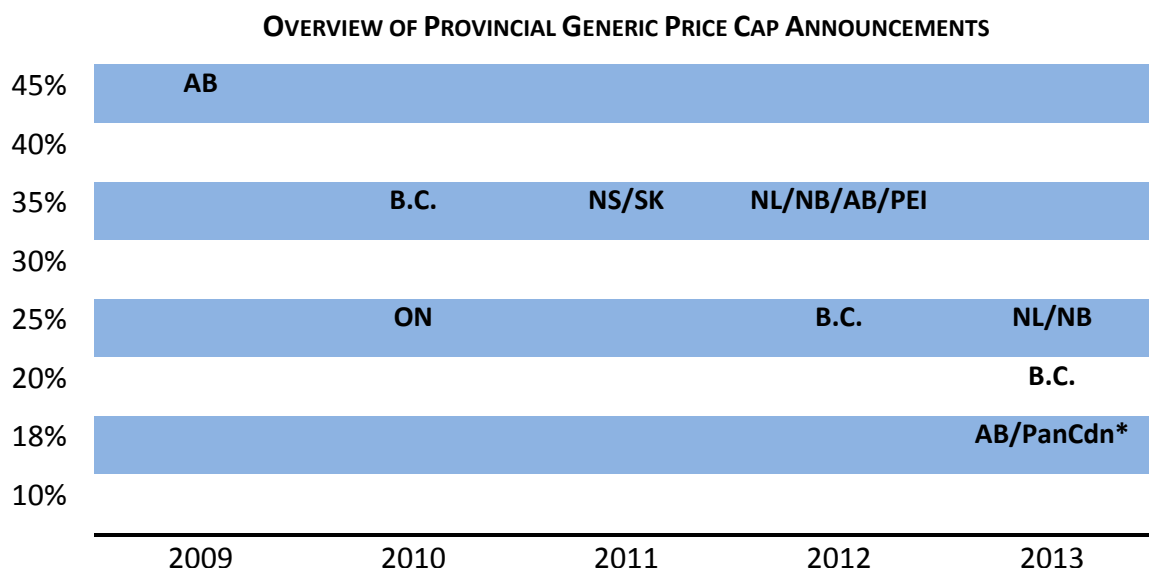 OVERVIEW OF PROVINCIAL GENERIC PRICE CAP ANNOUNCEMENTS
45% AB
40%
35% B.C. NS/SK NL/NB/AB/PEI
30%
25% ON B.C. NL/NB
20% B.C.
18% AB/PanCdn*
10%
2009 2010 2011 2012 2013